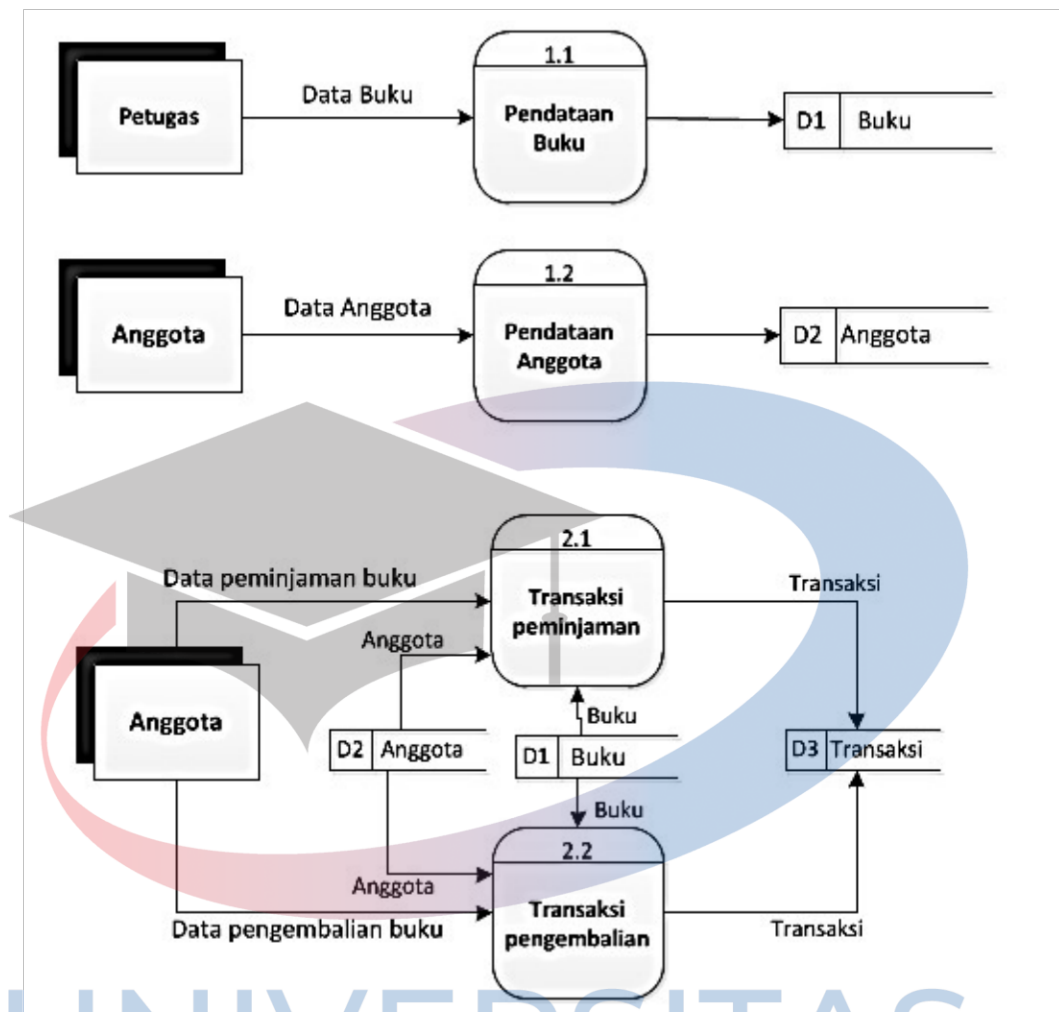 1.1
Petugas
Data Buku
Pendataan
Buku
D1
Buku
1.2
Anggota
Data Anggota
Pendataan
Anggota
D2
Anggota
2.1
Data peminjaman buku
Transaksi
peminjaman
Transaksi
Anggota
Anggota
Buku
D2
Anggota
D1
Buku
D3
Transaksi
Buku
2.2
Anggota
Data pengembalian buku
Transaksi
pengembalian
Transaksi
UNIVERSITAS